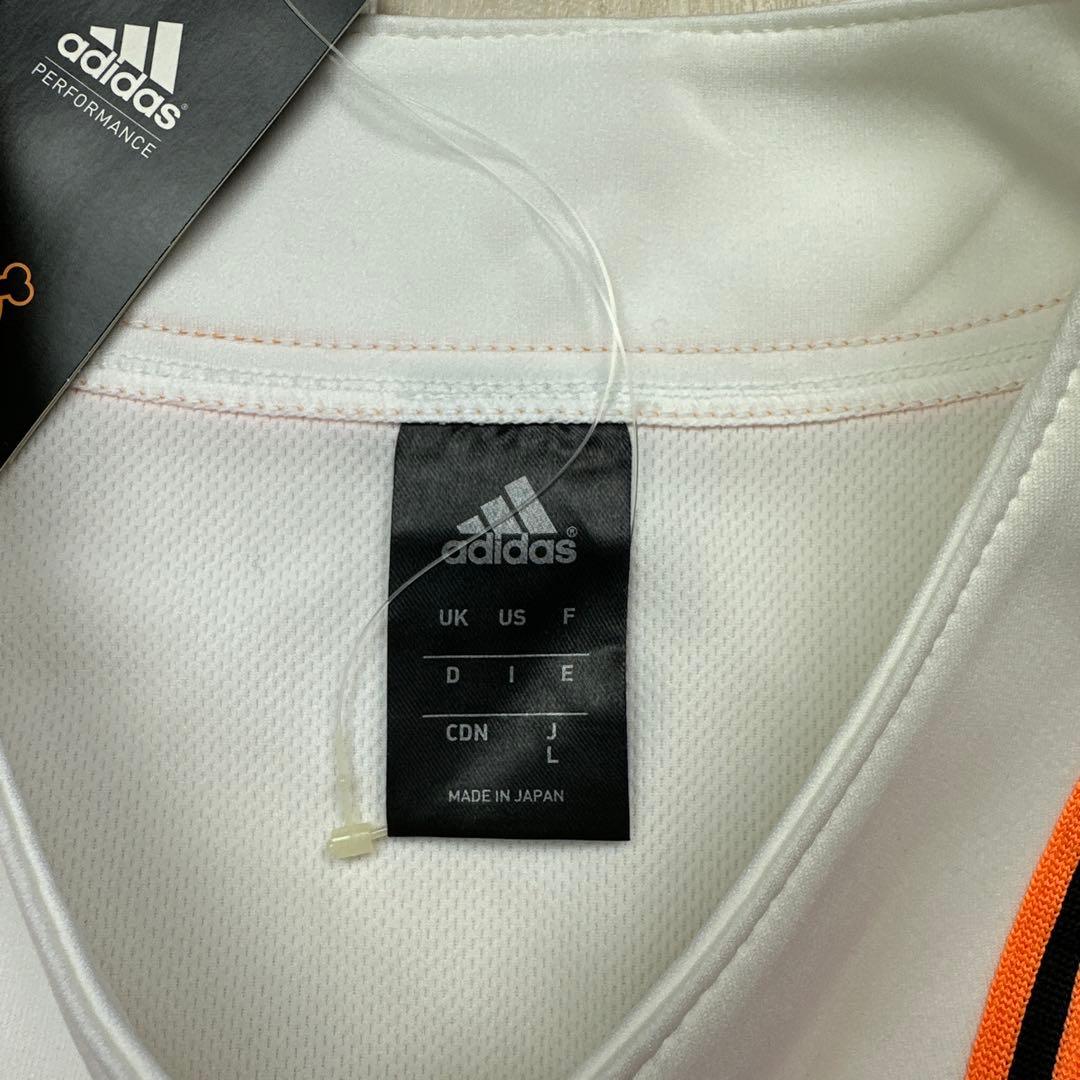 adidas®
PERFORMANCE
adidas®
UK US F
D I E
CDN J
L
MADE IN JAPAN